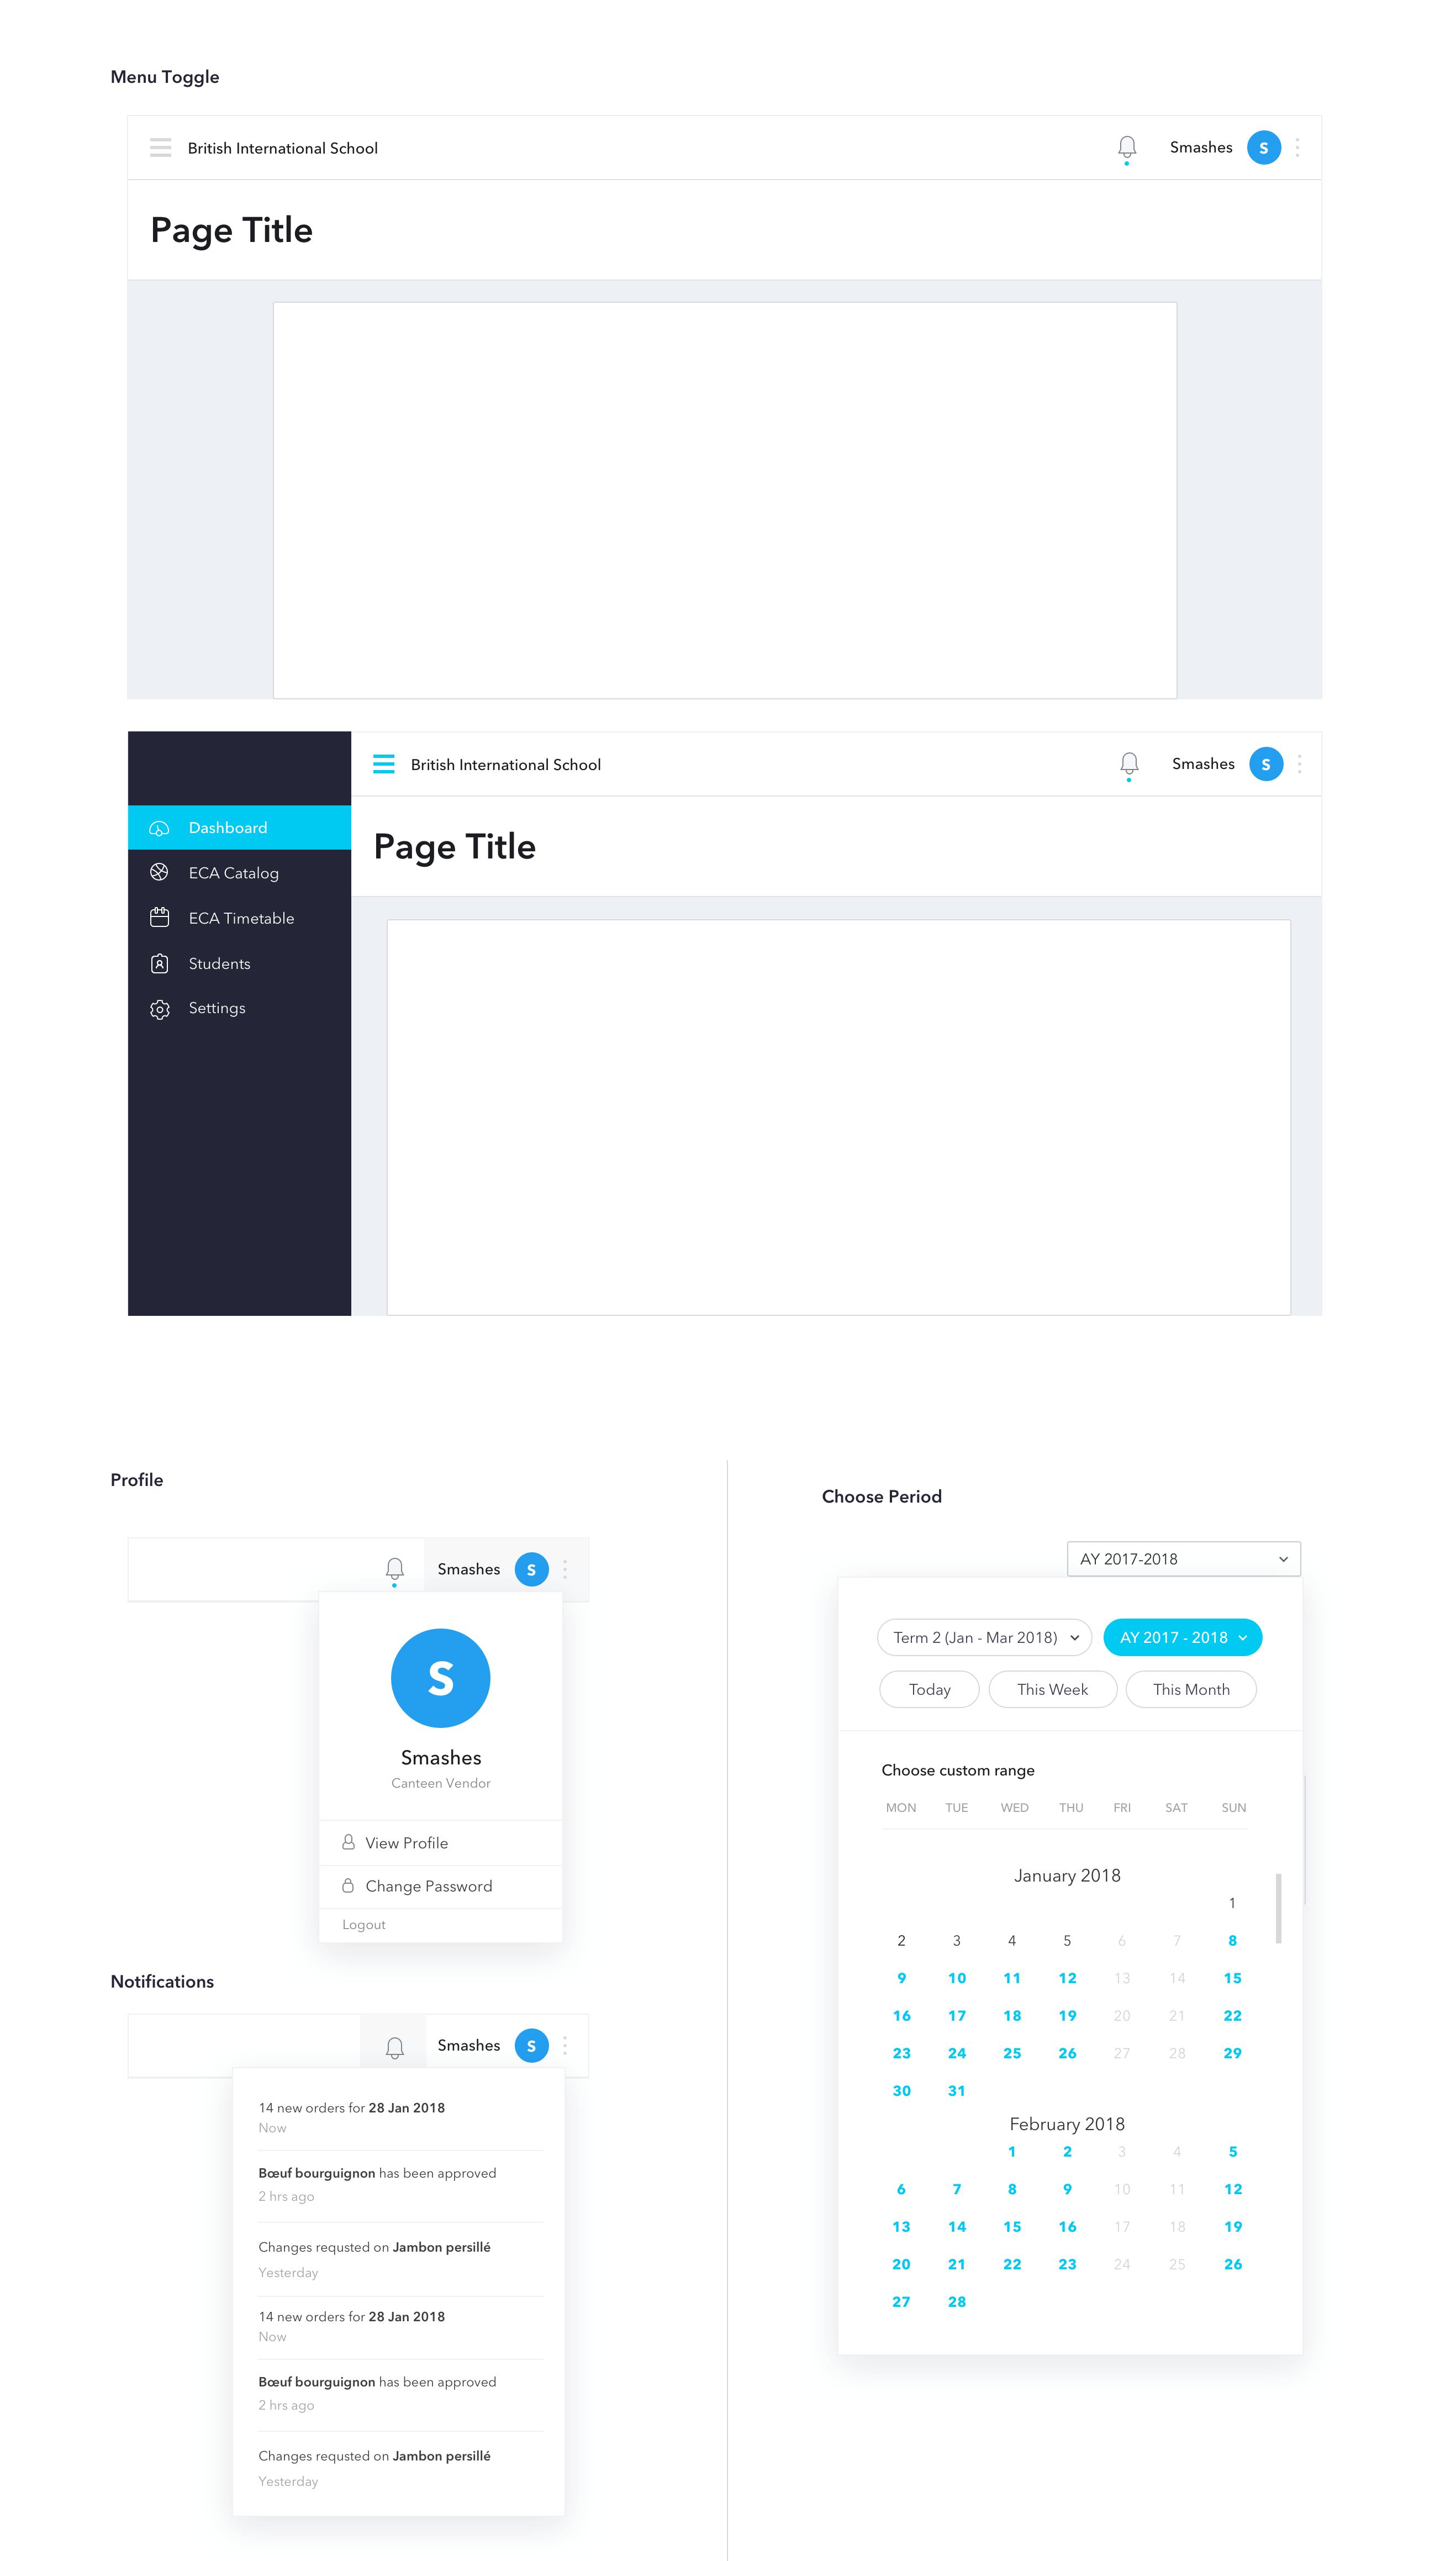 Menu Toggle
British International School
Smashes S
Page Title
British International School
Smashes S
Dashboard
ECA Catalog
ECA Timetable
Students
Settings
Page Title
Profile
Smashes S
S
Smashes
Canteen Vendor
View Profile
Change Password
Logout
Notifications
Smashes S
14 new orders for 28 Jan 2018
Now
Bœuf bourguignon has been approved
2 hrs ago
Changes requsted on Jambon persillé
Yesterday
14 new orders for 28 Jan 2018
Now
Bœuf bourguignon has been approved
2 hrs ago
Changes requsted on Jambon persillé
Yesterday
Choose Period
AY 2017-2018
Term 2 (Jan - Mar 2018) AY 2017 - 2018
Today This Week This Month
Choose custom range
MON TUE WED THU FRI SAT SUN
January 2018
1
2 3 4 5 6 7 8
9 10 11 12 13 14 15
16 17 18 19 20 21 22
23 24 25 26 27 28 29
30 31
February 2018
1 2 3 4 5
6 7 8 9 10 11 12
13 14 15 16 17 18 19
20 21 22 23 24 25 26
27 28